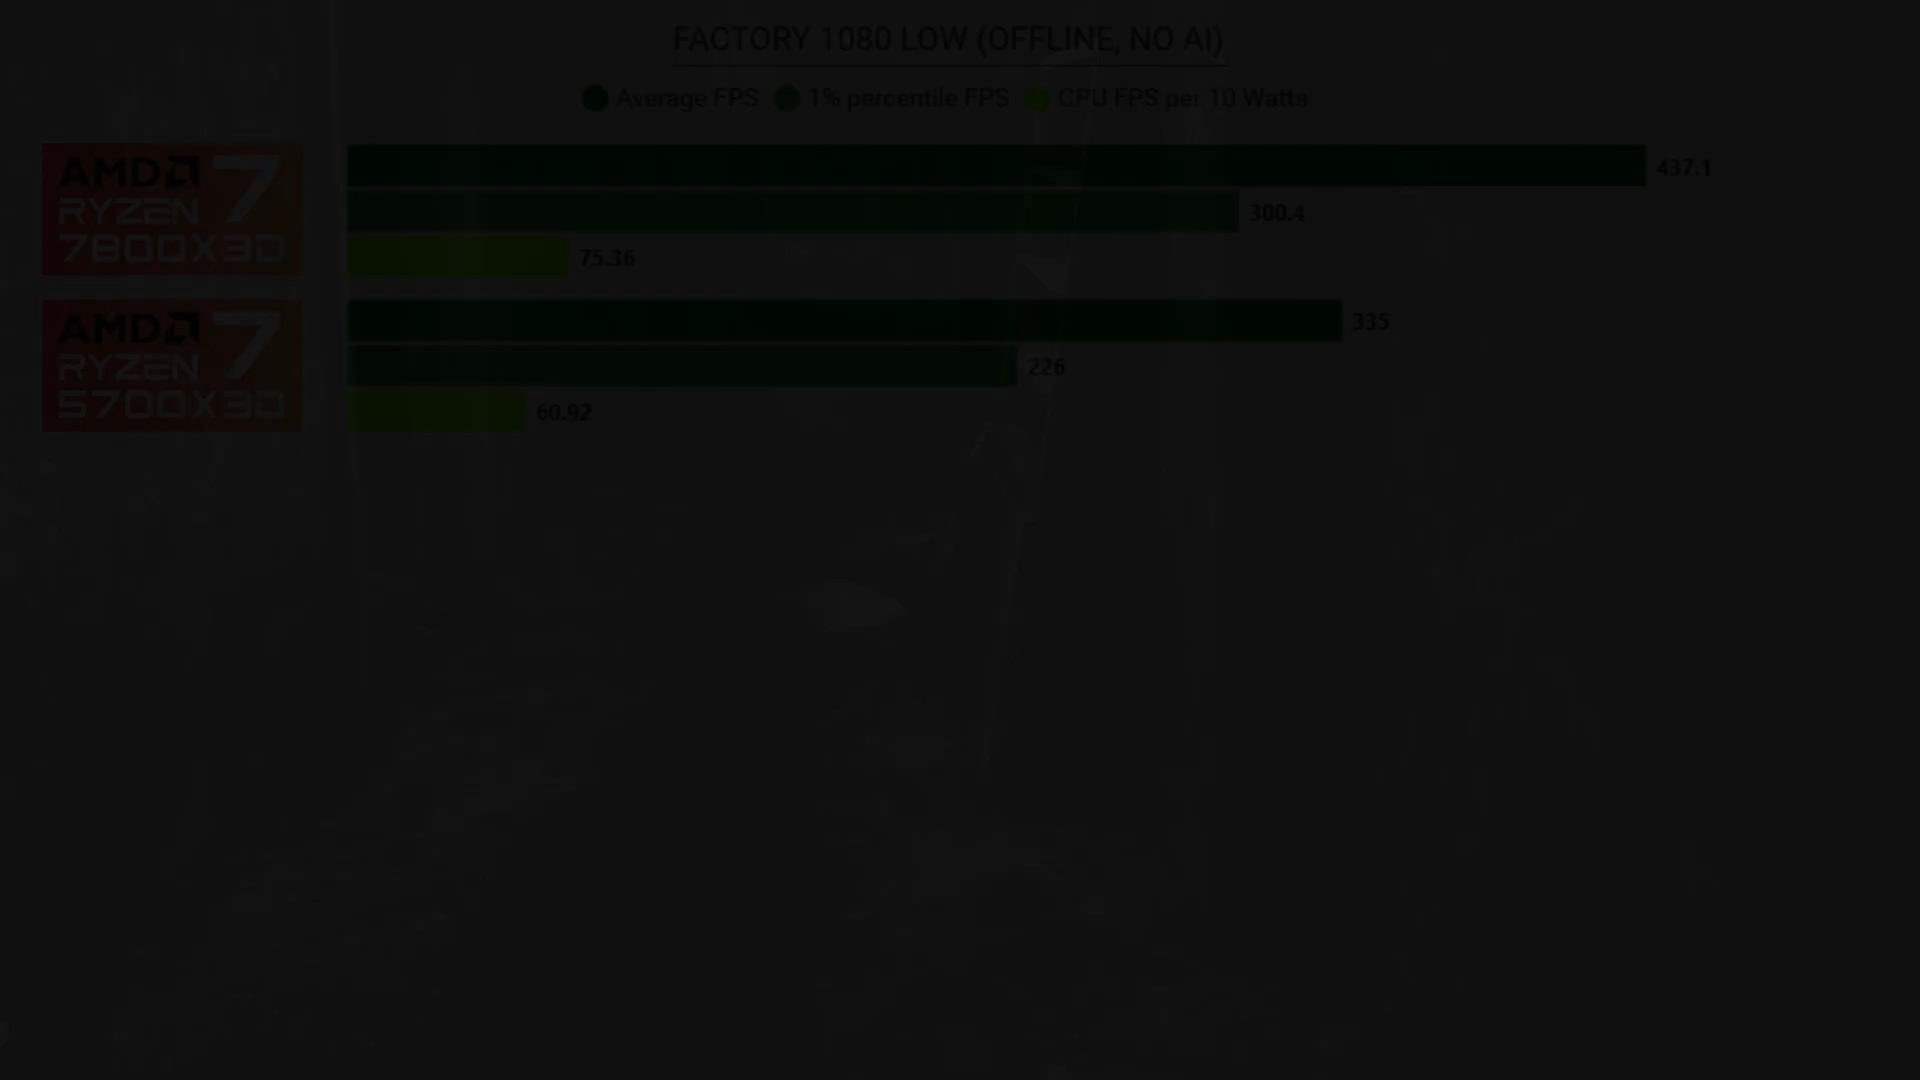 FACTORY 1080 LOW (OFFLINE, NO AI)
Average FPS 1% percentile FPS CPU FPS per 10 Watts
AMD 7
RYZEN
7800X3D
437.1
300.4
75.36
AMD 7
RYZEN
5700X3D
335
226
60.92